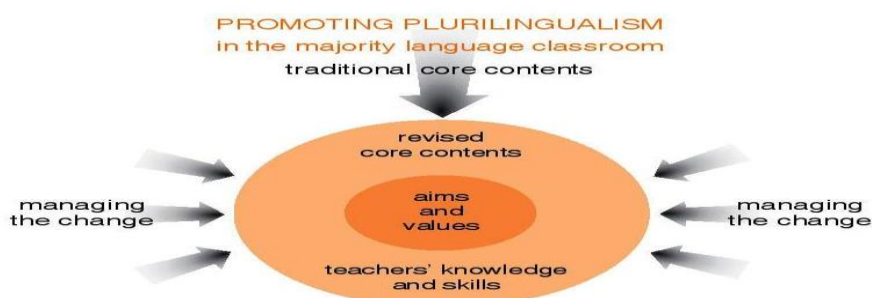 PROMOTING PLURILINGUALISM
in the majority language classroom
traditional core contents
revised
core contents
aims
and
values
managing
the change
managing
the change
teachers' knowledge
and skills